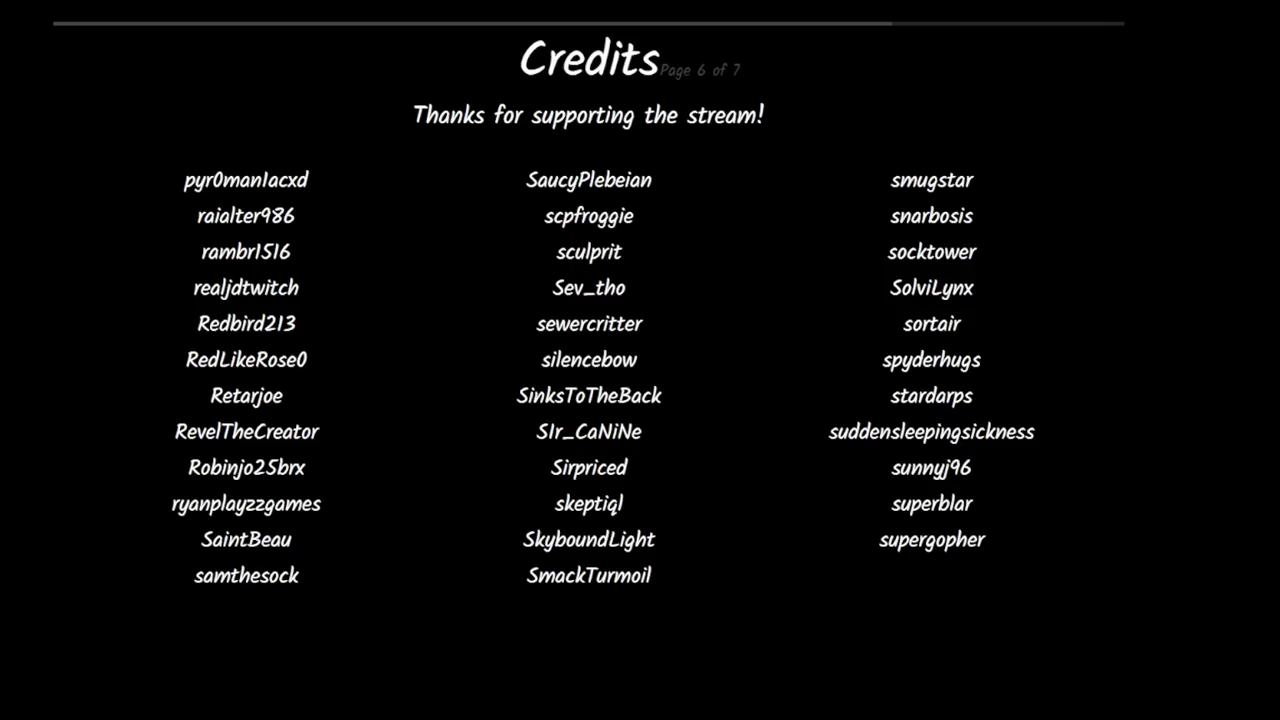 Credits Page 6 of 7
Thanks for supporting the stream!
pyr0man1acxd
raialter986
rambr1516
realjdtwitch
Redbird213
RedLikeRose0
Retarjoe
RevelTheCreator
Robinjo25brx
ryanplayzzgames
SaintBeau
samthesock
SaucyPlebeian
scpfroggie
sculprit
Sev_tho
sewercritter
silencebow
SinksToTheBack
SIr_CaNiNe
Sirpriced
skeptiql
SkyboundLight
SmackTurmoil
smugstar
snarbosis
socktower
SolviLynx
sortair
spyderhugs
stardarps
suddensleepingsickness
sunnyj96
superblar
supergopher